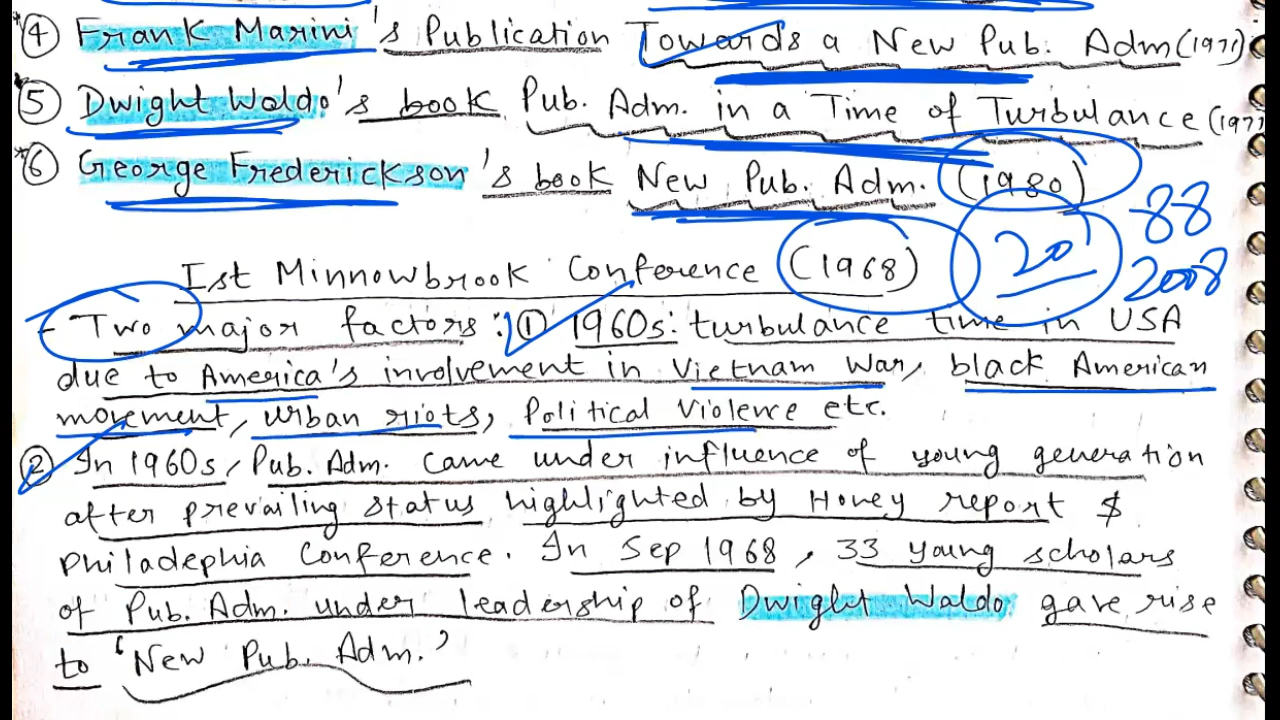 ④ Frank Marini's Publication Towards a New Pub. Adm (1971)
⑤ Dwight Waldo's book Pub. Adm. in a Time of Turbulance (1971
⑥ George Frederickson's book New Pub. Adm. (1980)
-88
20
2008
Ist Minnowbrook Conference (1968)
- Two major factors: ① 1960s: turbulance time in USA
due to America's involvement in Vietnam War, black American
movement, urban riots, Political Violence etc.
② In 1960s, Pub. Adm. came under influence of young generation
after prevailing status highlighted by Honey report &
Philadephia Conference. In Sep 1968, 33 young scholars
of Pub. Adm. under leadership of Dwight Waldo gave rise
to 'New Pub. Adm.'